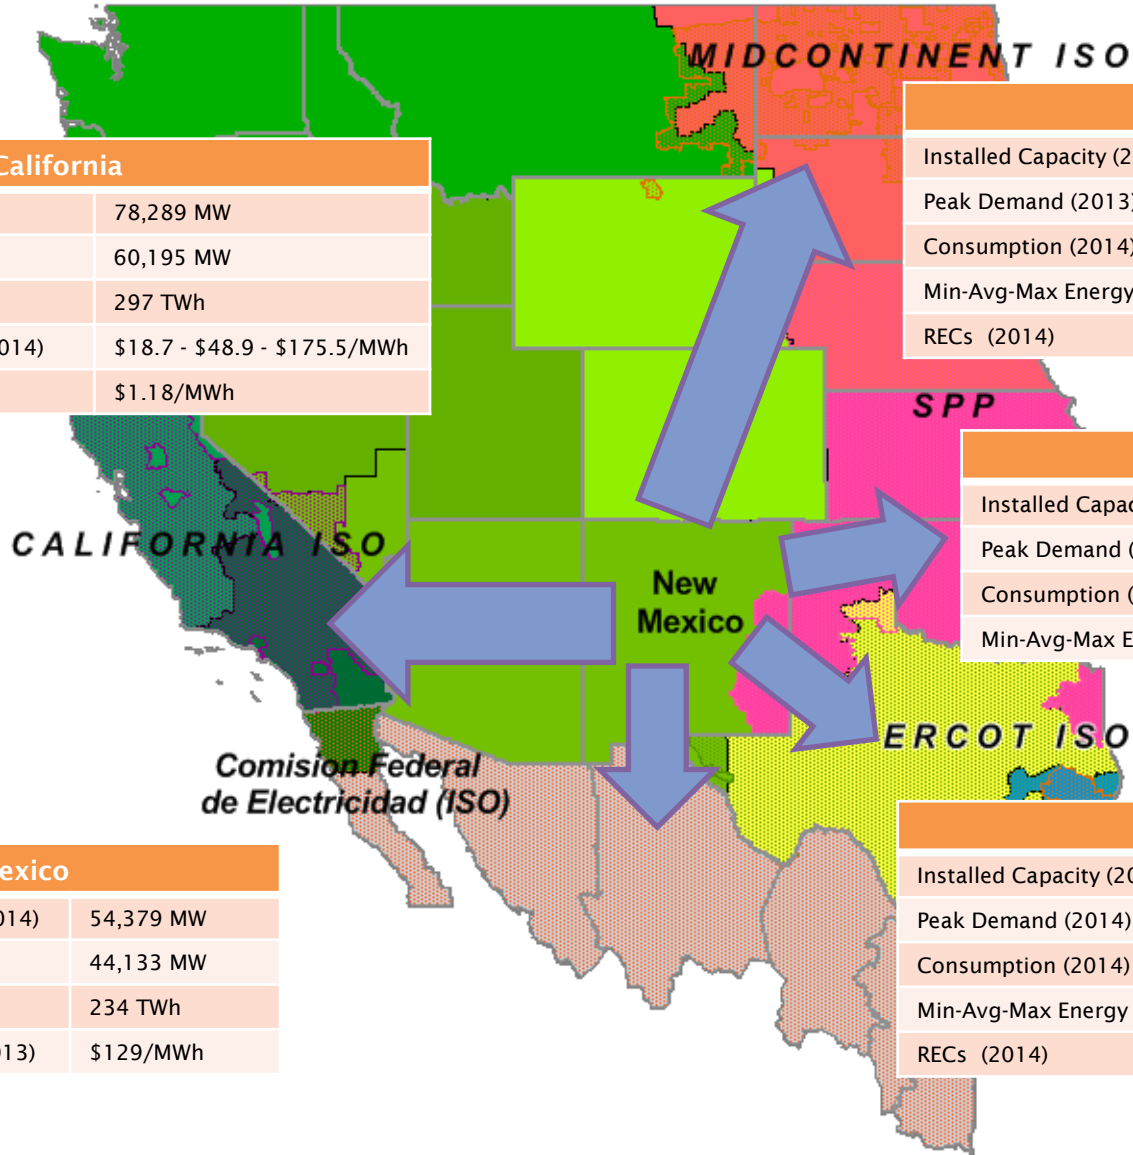 MIDCONTINENT ISO
California
78,289 MW
60,195 MW
297 TWh
014) $18.7 - $48.9 - $175.5/MWh
$1.18/MWh
Installed Capacity (2
Peak Demand (2013)
Consumption (2014)
Min-Avg-Max Energy
RECs (2014)
SPP
Installed Capac
Peak Demand (
Consumption (
Min-Avg-Max E
CALIFORNIA ISO
New
Mexico
ERCOT ISO
Comision Federal
de Electricidad (ISO)
exico
014) 54,379 MW
44,133 MW
234 TWh
13) $129/MWh
Installed Capacity (20
Peak Demand (2014)
Consumption (2014)
Min-Avg-Max Energy
RECs (2014)